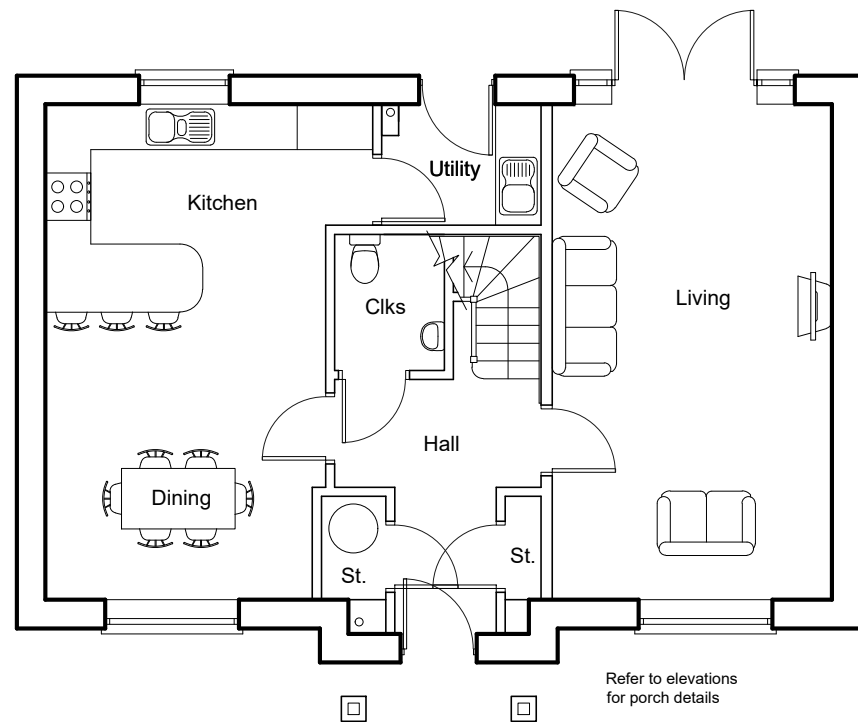 Utility
Kitchen
Living
Clks
Hall
Dining
St.
St.
Refer to elevations
for porch details